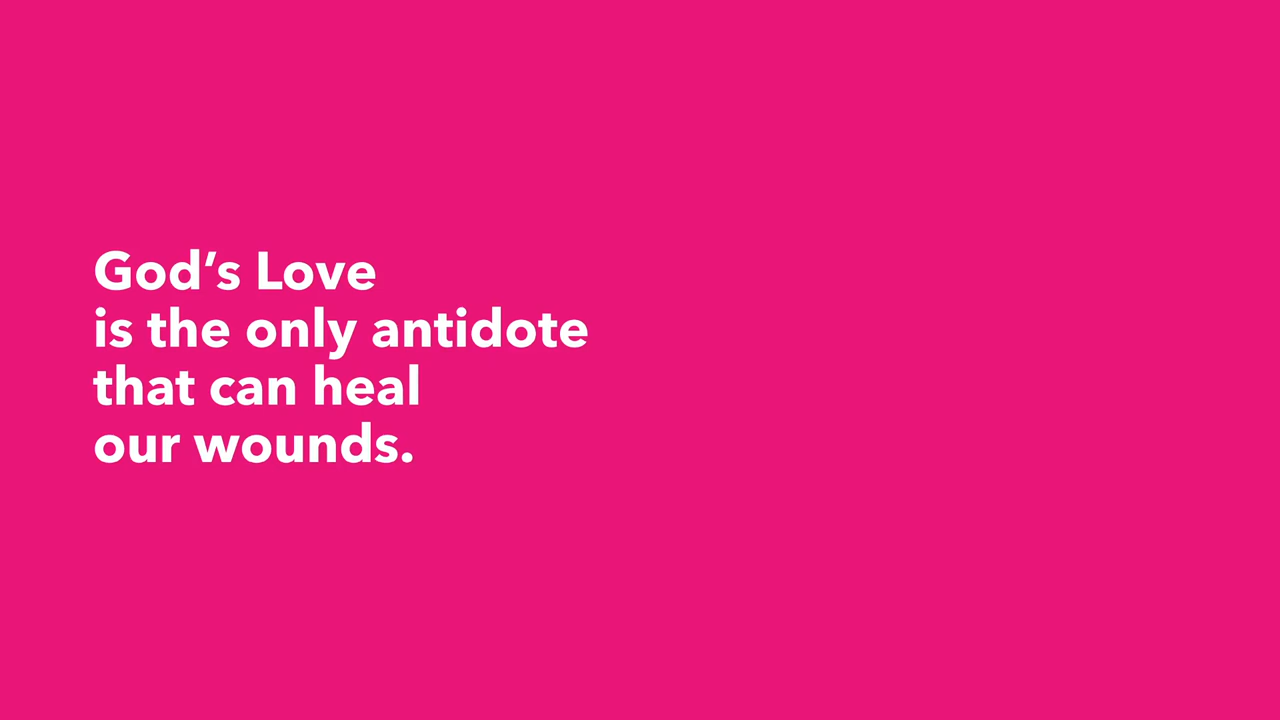 God’s Love
is the only antidote
that can heal
our wounds.